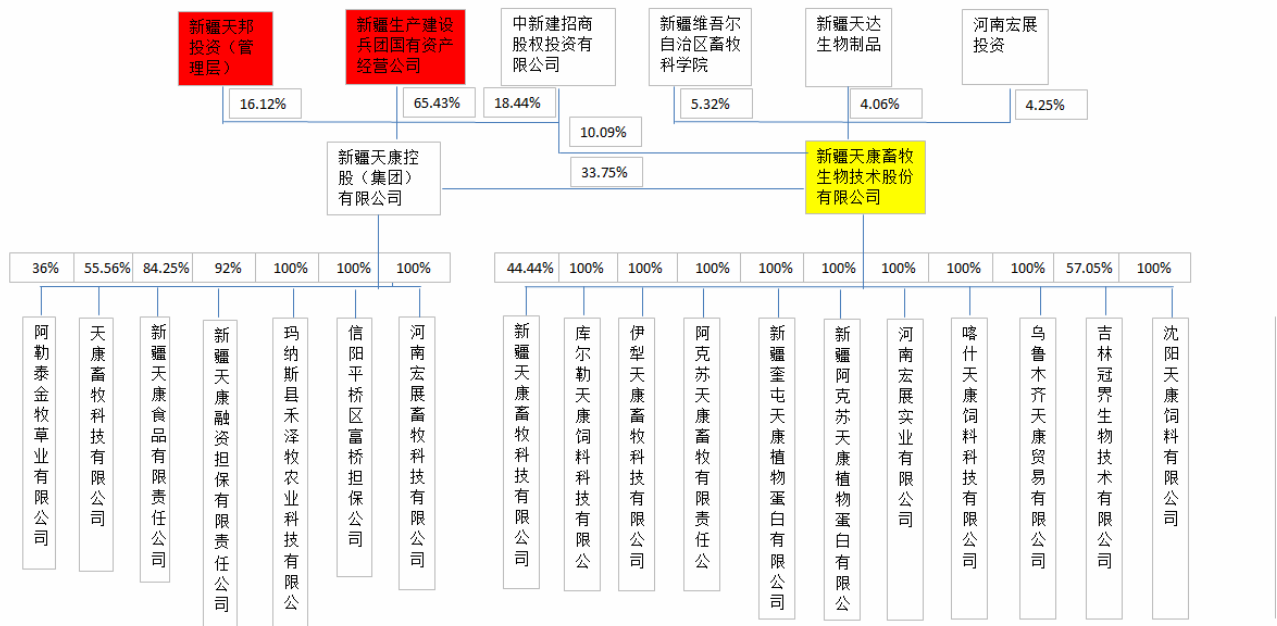 新疆天邦
投资（管
理层）
新疆生产建设
兵团国有资产
经营公司
中新建招商
股权投资有
限公司
新疆维吾尔
自治区畜牧
科学院
新疆天达
生物制品
河南宏展
投资
16.12%
65.43%
18.44%
5.32%
4.06%
4.25%
10.09%
33.75%
新疆天康控
股（集团）
有限公司
新疆天康畜牧
生物技术股份
有限公司
36%
55.56%
84.25%
92%
100%
100%
100%
44.44%
100%
100%
100%
100%
100%
100%
100%
100%
57.05%
100%
阿勒泰金牧草业有限公司
天康畜牧科技有限公司
新疆天康食品有限责任公司
新疆天康融资担保有限责任公司
玛纳斯县禾泽牧农业科技有限公
信阳平桥区富桥担保公司
河南宏展畜牧科技有限公司
新疆天康畜牧科技有限公司
库尔勒天康饲料科技有限公
伊犁天康畜牧科技有限公司
阿克苏天康畜牧有限责任公
新疆奎屯天康植物蛋白有限公司
新疆阿克苏天康植物蛋白有限公
河南宏展实业有限公司
喀什天康饲料科技有限公司
乌鲁木齐天康贸易有限公司
吉林冠界生物技术有限公司
沈阳天康饲料有限公司